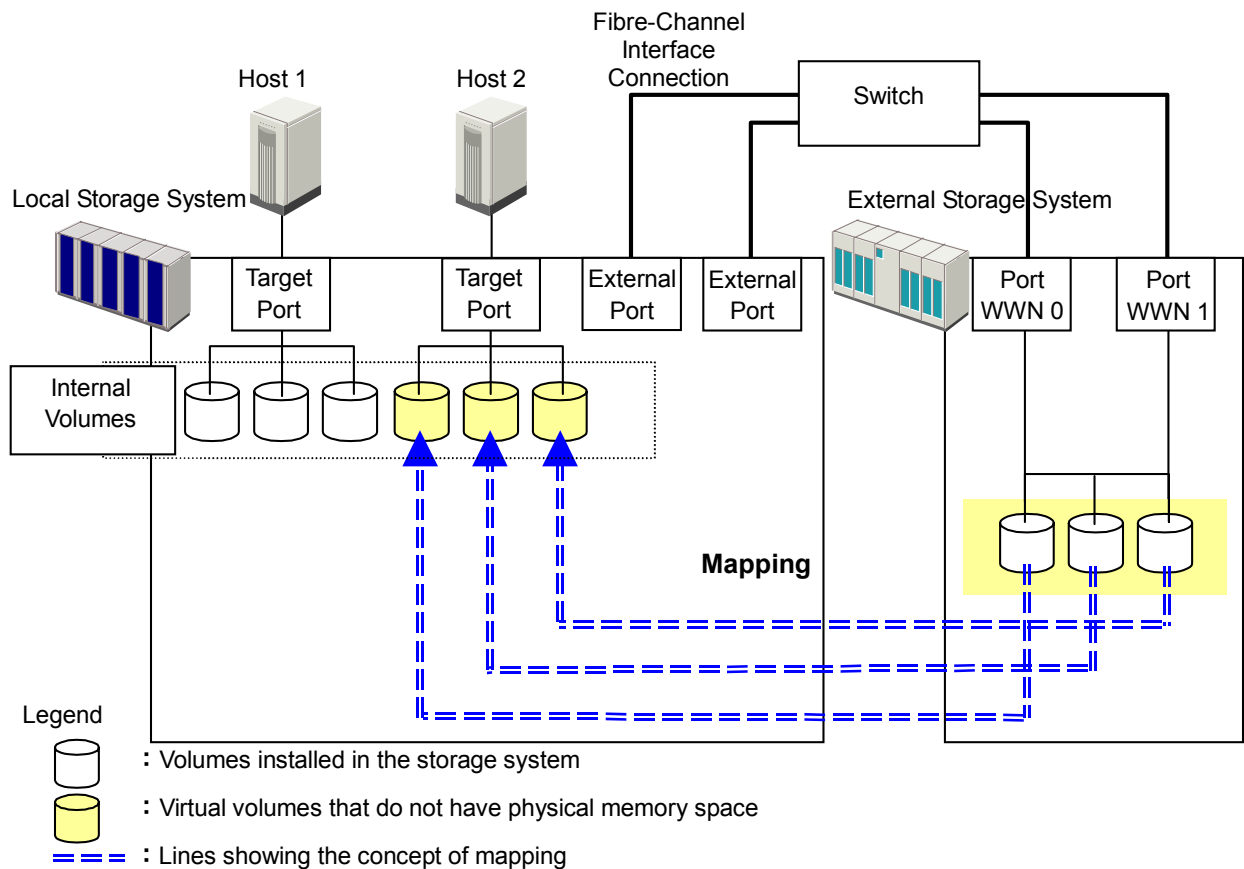 Fibre-Channel
Interface
Connection
Host 1
Host 2
Switch
Local Storage System
External Storage System
Target
Port
Target
Port
External
Port
External
Port
Port
WWN 0
Port
WWN 1
Internal
Volumes
Mapping
Legend
: Volumes installed in the storage system
: Virtual volumes that do not have physical memory space
: Lines showing the concept of mapping